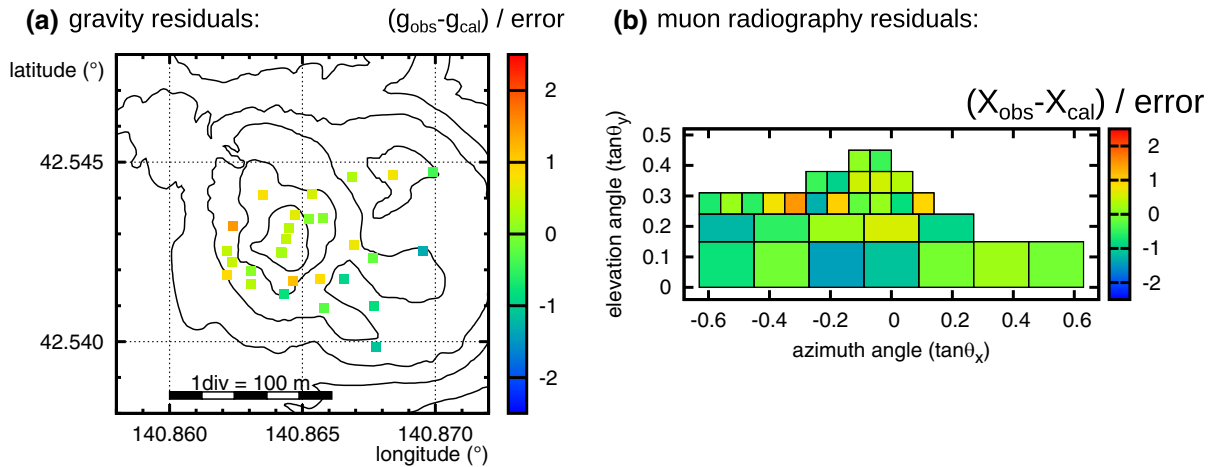 (a) gravity residuals: (gobs-gcal) / error
latitude (°)
42.545
42.540
1div = 100 m
140.860 140.865 140.870
longitude (°)
2
1
0
-1
-2
(b) muon radiography residuals:
(Xobs-Xcal) / error
elevation angle (tanθy)
0.5
0.4
0.3
0.2
0.1
0
-0.6 -0.4 -0.2 0 0.2 0.4 0.6
azimuth angle (tanθx)
2
1
0
-1
-2